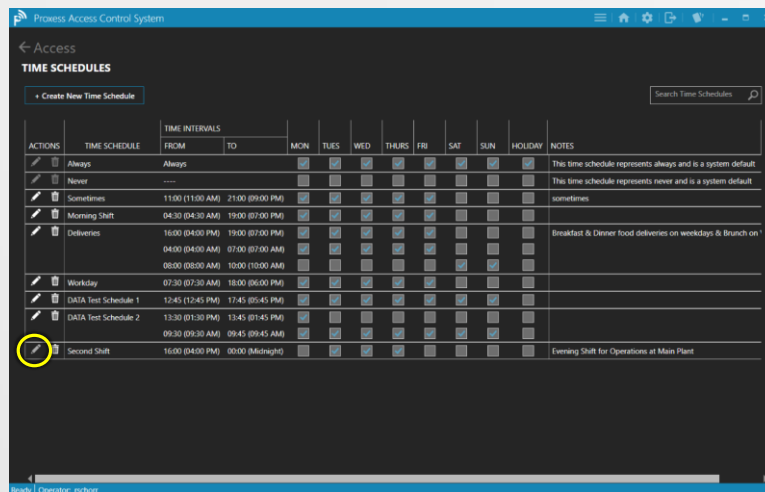 Proxess Access Control System
Access
TIME SCHEDULES
+ Create New Time Schedule
Search Time Schedules
TIME INTERVALS
ACTIONS TIME SCHEDULE FROM TO MON TUES WED THURS FRI SAT SUN HOLIDAY NOTES
Always Always This time schedule represents always and is a system default
Never ---- This time schedule represents never and is a system default
Sometimes 11:00 (11:00 AM) 21:00 (09:00 PM) sometimes
Morning Shift 04:30 (04:30 AM) 19:00 (07:00 PM)
Deliveries 16:00 (04:00 PM) 19:00 (07:00 PM) Breakfast & Dinner food deliveries on weekdays & Brunch on
04:00 (04:00 AM) 07:00 (07:00 AM)
08:00 (08:00 AM) 10:00 (10:00 AM)
Workday 07:30 (07:30 AM) 18:00 (06:00 PM)
DATA Test Schedule 1 12:45 (12:45 PM) 17:45 (05:45 PM)
DATA Test Schedule 2 13:30 (01:30 PM) 13:45 (01:45 PM)
09:30 (09:30 AM) 09:45 (09:45 AM)
Second Shift 16:00 (04:00 PM) 00:00 (Midnight) Evening Shift for Operations at Main Plant
Ready Operator: rschorr